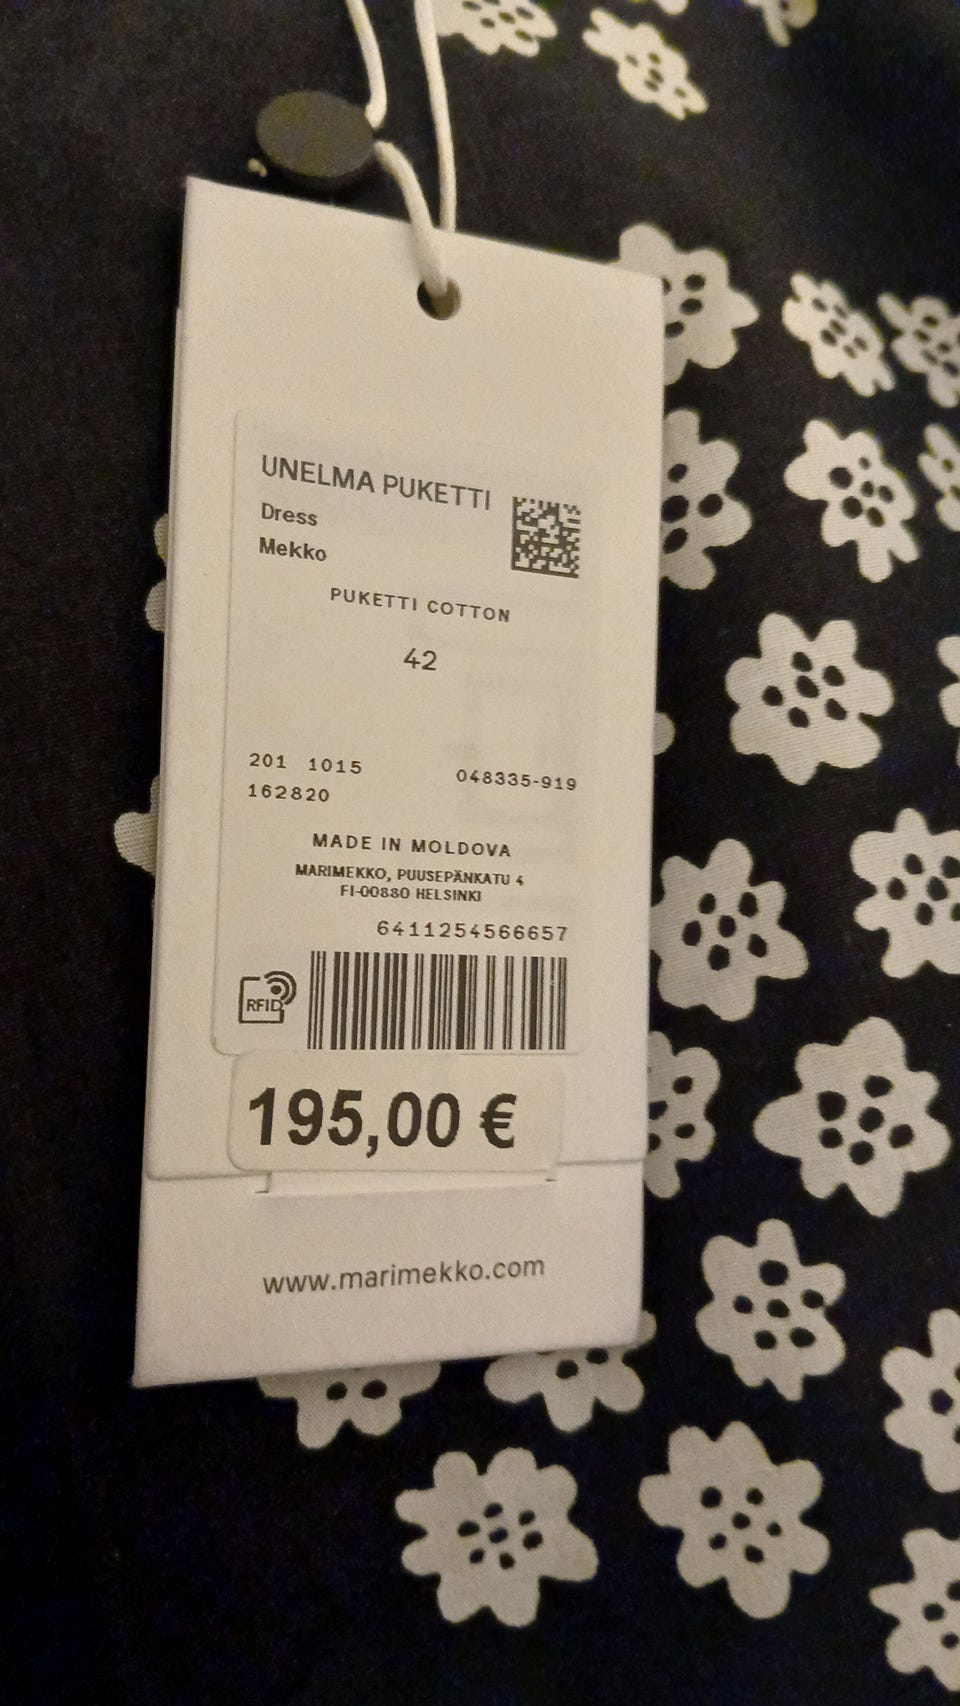 UNELMA PUKETTI
Dress
Mekko
PUKETTI COTTON
42
201 1015
048335-919
162820
MADE IN MOLDOVA
MARIMEKKO, PUUSEPÄNKATU 4
FI-00880 HELSINKI
6411254566657
RFID
195,00 €
www.marimekko.com